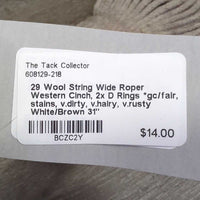 The Tack Collector
608129-218
29 Wool String Wide Roper
Western Cinch, 2x D Rings *gc/fair,
stains, v.dirty, v.hairy, v.rusty
White/Brown 31"
BCZC2Y
$14.00